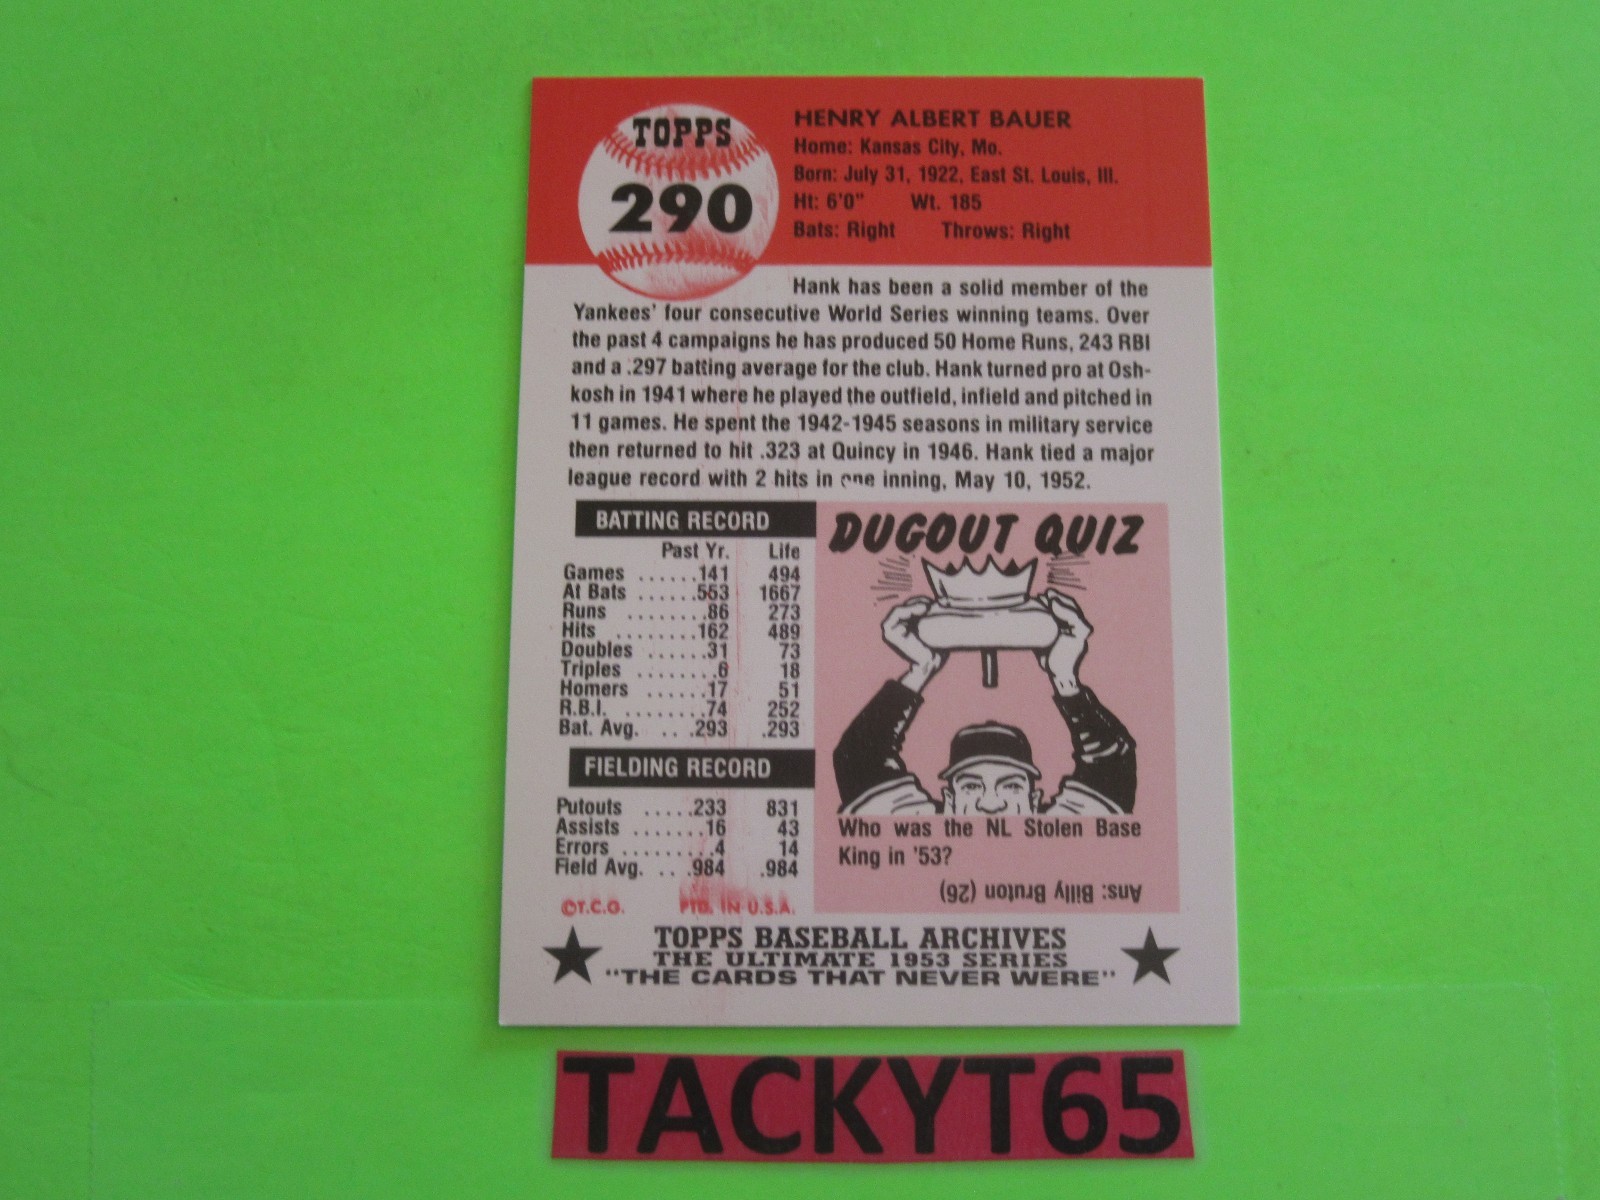 TOPPS
290
HENRY ALBERT BAUER
Home: Kansas City, Mo.
Born: July 31, 1922, East St. Louis, Ill.
Ht: 6'0" Wt. 185
Bats: Right Throws: Right
Hank has been a solid member of the
Yankees' four consecutive World Series winning teams. Over
the past 4 campaigns he has produced 50 Home Runs, 243 RBI
and a .297 batting average for the club. Hank turned pro at Osh-
kosh in 1941 where he played the outfield, infield and pitched in
11 games. He spent the 1942-1945 seasons in military service
then returned to hit .323 at Quincy in 1946. Hank tied a major
league record with 2 hits in one inning, May 10, 1952.
BATTING RECORD
Past Yr. Life
Games ......141 494
At Bats ......553 1667
Runs ........86 273
Hits ........162 489
Doubles ......31 73
Triples ........6 18
Homers ......17 51
R.B.I. ........74 252
Bat. Avg. ... .293 .293
FIELDING RECORD
Putouts .....233 831
Assists .......16 43
Errors .........4 14
Field Avg. ... .984 .984
©T.C.G. PTD. IN U.S.A.
DUGOUT QUIZ
Who was the NL Stolen Base
King in '53?
Ans: Billy Bruton (26)
TOPPS BASEBALL ARCHIVES
THE ULTIMATE 1953 SERIES
"THE CARDS THAT NEVER WERE"
TACKYT65